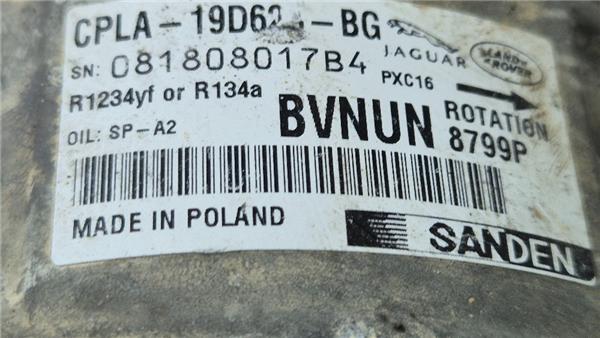 CPLA-19D6 -BG
JAGUAR
LAND-ROVER
SN: 081808017B4
PXC16
R1234yf or R134a
OIL: SP-A2
BVNUN
ROTATION
8799P
MADE IN POLAND
SANDEN